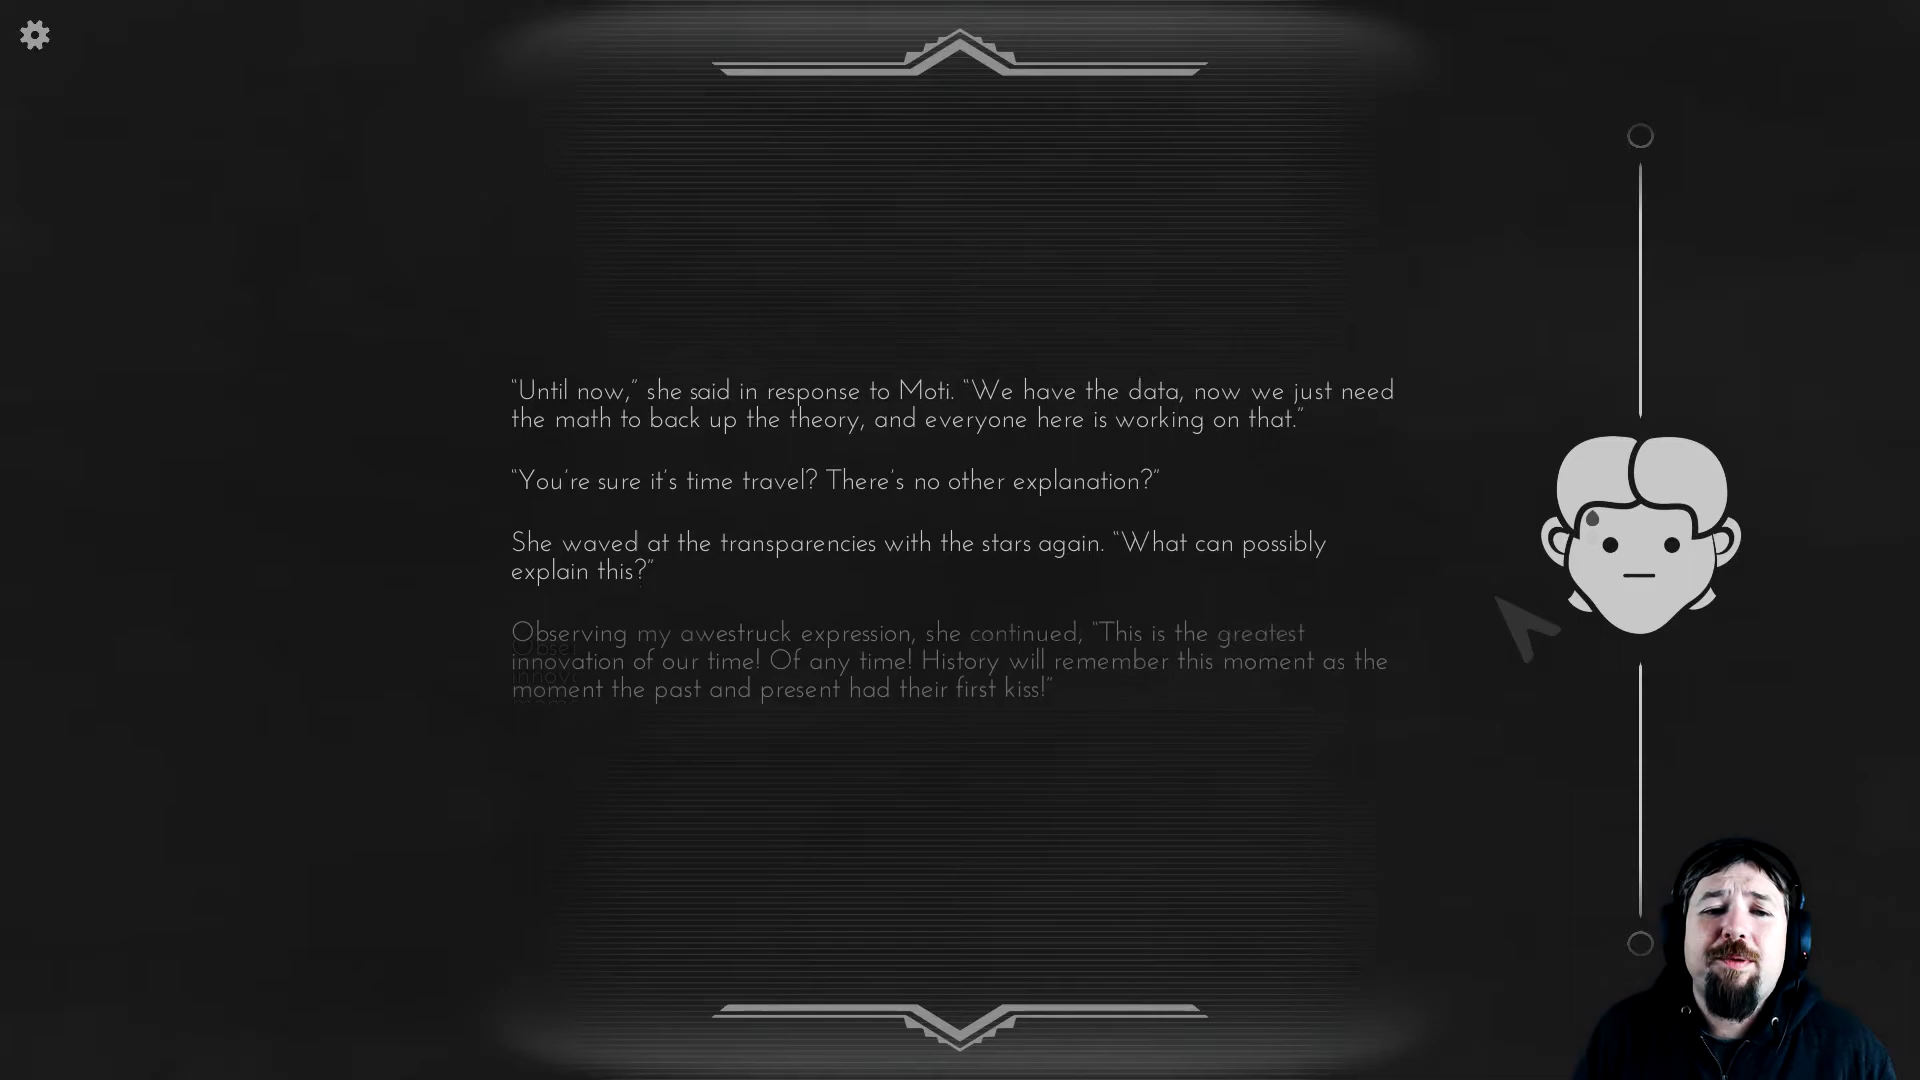 “Until now,” she said in response to Moti. “We have the data, now we just need
the math to back up the theory, and everyone here is working on that.”
“You’re sure it’s time travel? There’s no other explanation?”
She waved at the transparencies with the stars again. “What can possibly
explain this?”
Observing my awestruck expression, she continued, “This is the greatest
innovation of our time! Of any time! History will remember this moment as the
moment the past and present had their first kiss!”